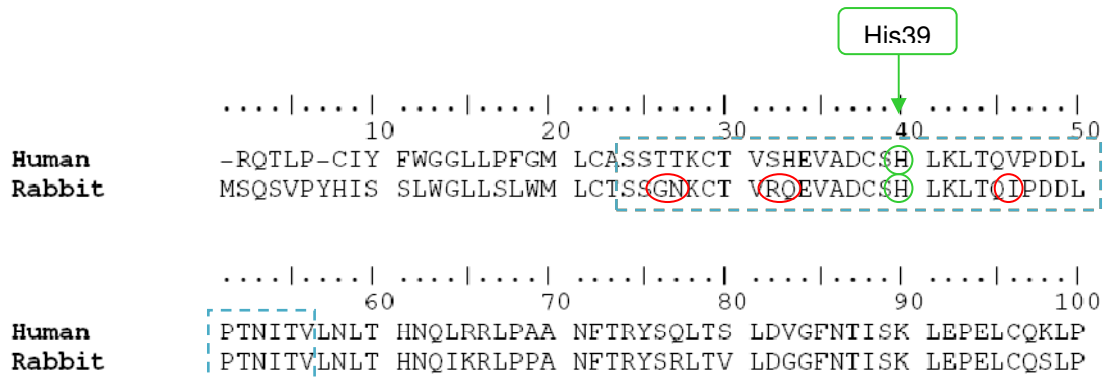 His39
....|....| ....|....| ....|....| ....|....| ....|....|
10 20 30 40 50
Human -RQTLP-CIY FWGGLLPFGM LCASSTTKCT VSHEVADCSH LKLTQVPDDL
Rabbit MSQSVPYHIS SLWGLLSLWM LCTSSGNKCT VRQEVADCSH LKLTQIPDDL
....|....| ....|....| ....|....| ....|....| ....|....|
60 70 80 90 100
Human PTNITVLNLT HNQLRRLPAA NFTRYSQLTS LDVGFNTISK LEPELCQKLP
Rabbit PTNITVLNLT HNQIKRLPPA NFTRYSRLTV LDGGFNTISK LEPELCQSLP